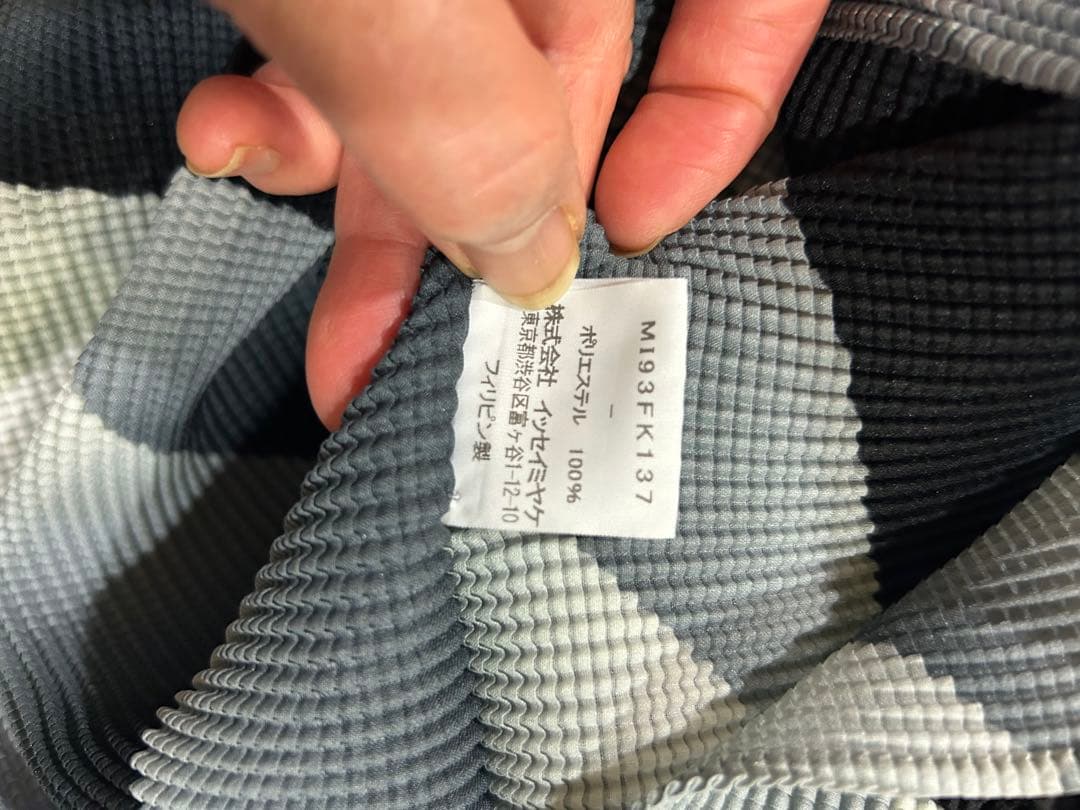 MI93FK137
–
ポリエステル 100%
株式会社 イッセイミヤケ
東京都渋谷区富ヶ谷1-12-10
フィリピン製